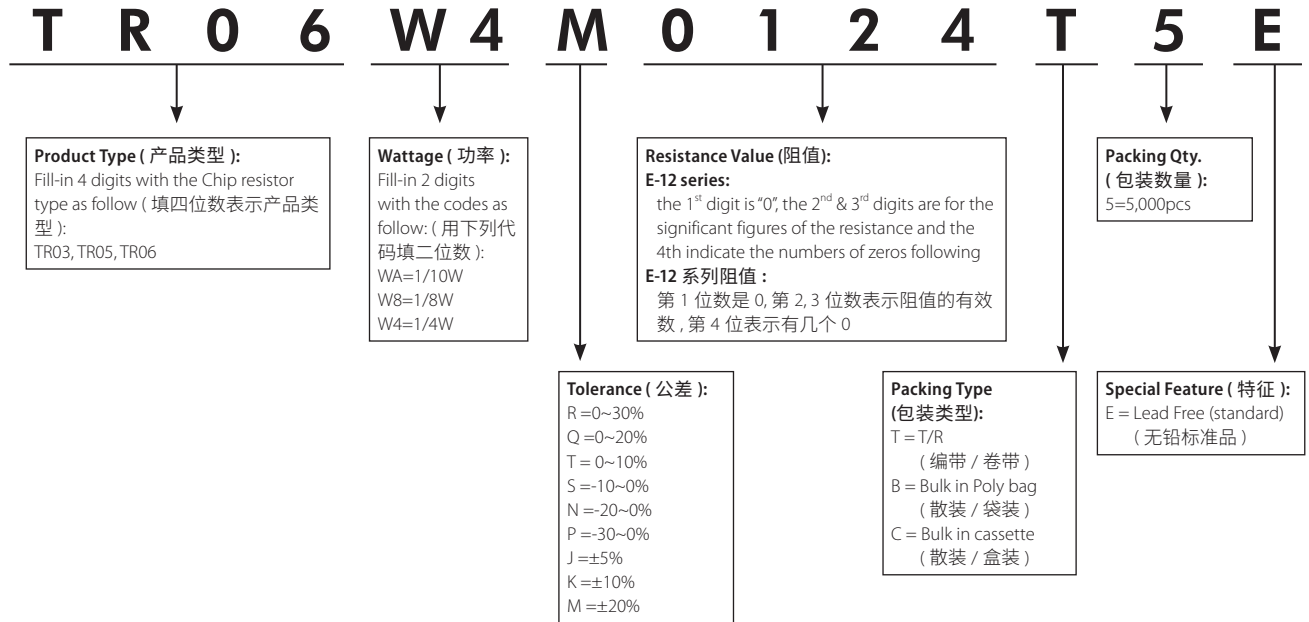 T R 0 6 W 4 M 0 1 2 4 T 5 E
Product Type ( 产品类型 ):
Fill-in 4 digits with the Chip resistor
type as follow ( 填四位数表示产品类
型 ):
TR03, TR05, TR06
Wattage ( 功率 ):
Fill-in 2 digits
with the codes as
follow: ( 用下列代
码填二位数 ):
WA=1/10W
W8=1/8W
W4=1/4W
Resistance Value (阻值):
E-12 series:
the 1st digit is "0", the 2nd & 3rd digits are for the
significant figures of the resistance and the
4th indicate the numbers of zeros following
E-12 系列阻值 :
第 1 位数是 0, 第 2, 3 位数表示阻值的有效
数 , 第 4 位表示有几个 0
Packing Qty.
( 包装数量 ):
5=5,000pcs
Tolerance ( 公差 ):
R =0~30%
Q =0~20%
T = 0~10%
S =-10~0%
N =-20~0%
P =-30~0%
J =±5%
K =±10%
M =±20%
Packing Type
(包装类型):
T = T/R
( 编带 / 卷带 )
B = Bulk in Poly bag
( 散装 / 袋装 )
C = Bulk in cassette
( 散装 / 盒装 )
Special Feature ( 特征 ):
E = Lead Free (standard)
( 无铅标准品 )